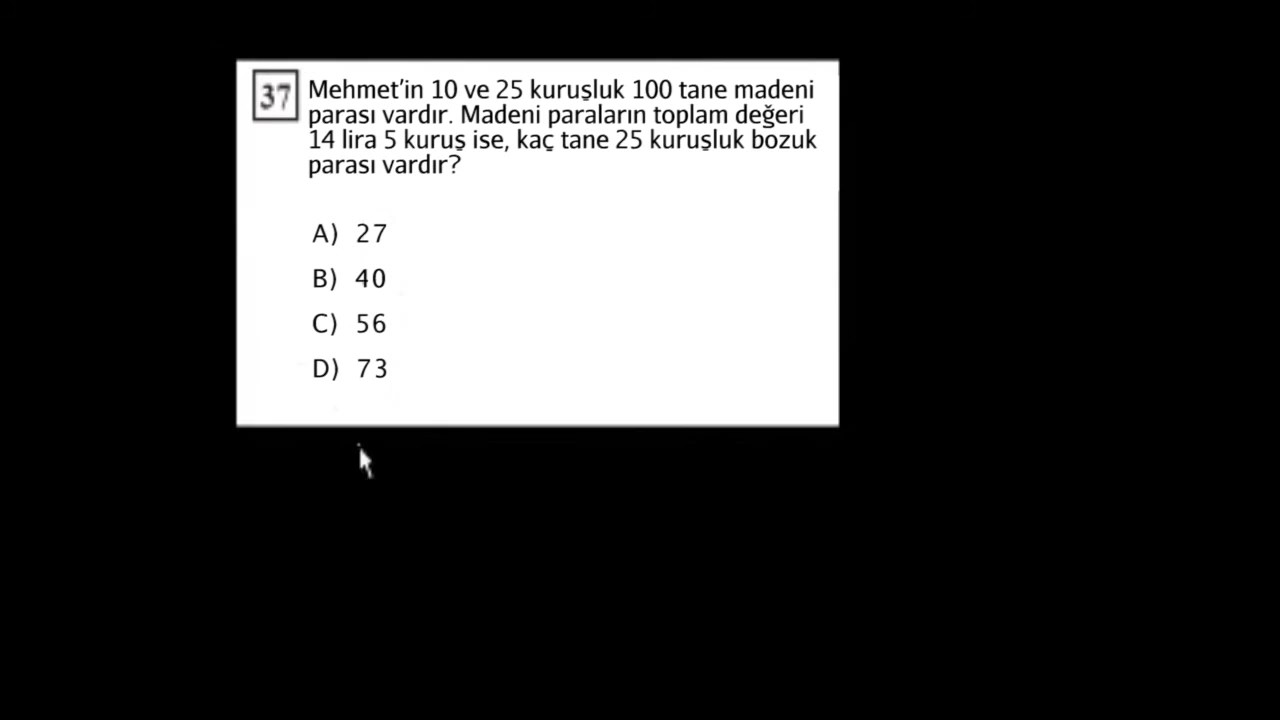 37
Mehmet'in 10 ve 25 kuruşluk 100 tane madeni
parası vardır. Madeni paraların toplam değeri
14 lira 5 kuruş ise, kaç tane 25 kuruşluk bozuk
parası vardır?
A) 27
B) 40
C) 56
D) 73